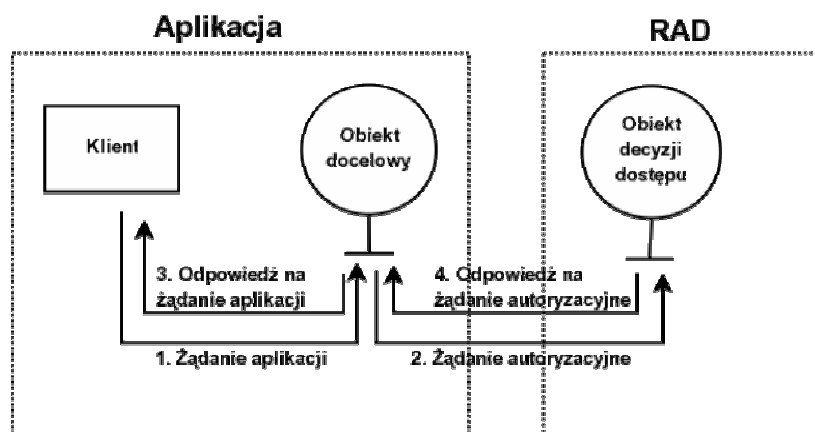 Aplikacja
RAD
Klient
Obiekt
docelowy
Obiekt
decyzji
dostępu
3. Odpowiedź na
żądanie aplikacji
4. Odpowiedź na
żądanie autoryzacyjne
1. Żądanie aplikacji
2. Żądanie autoryzacyjne